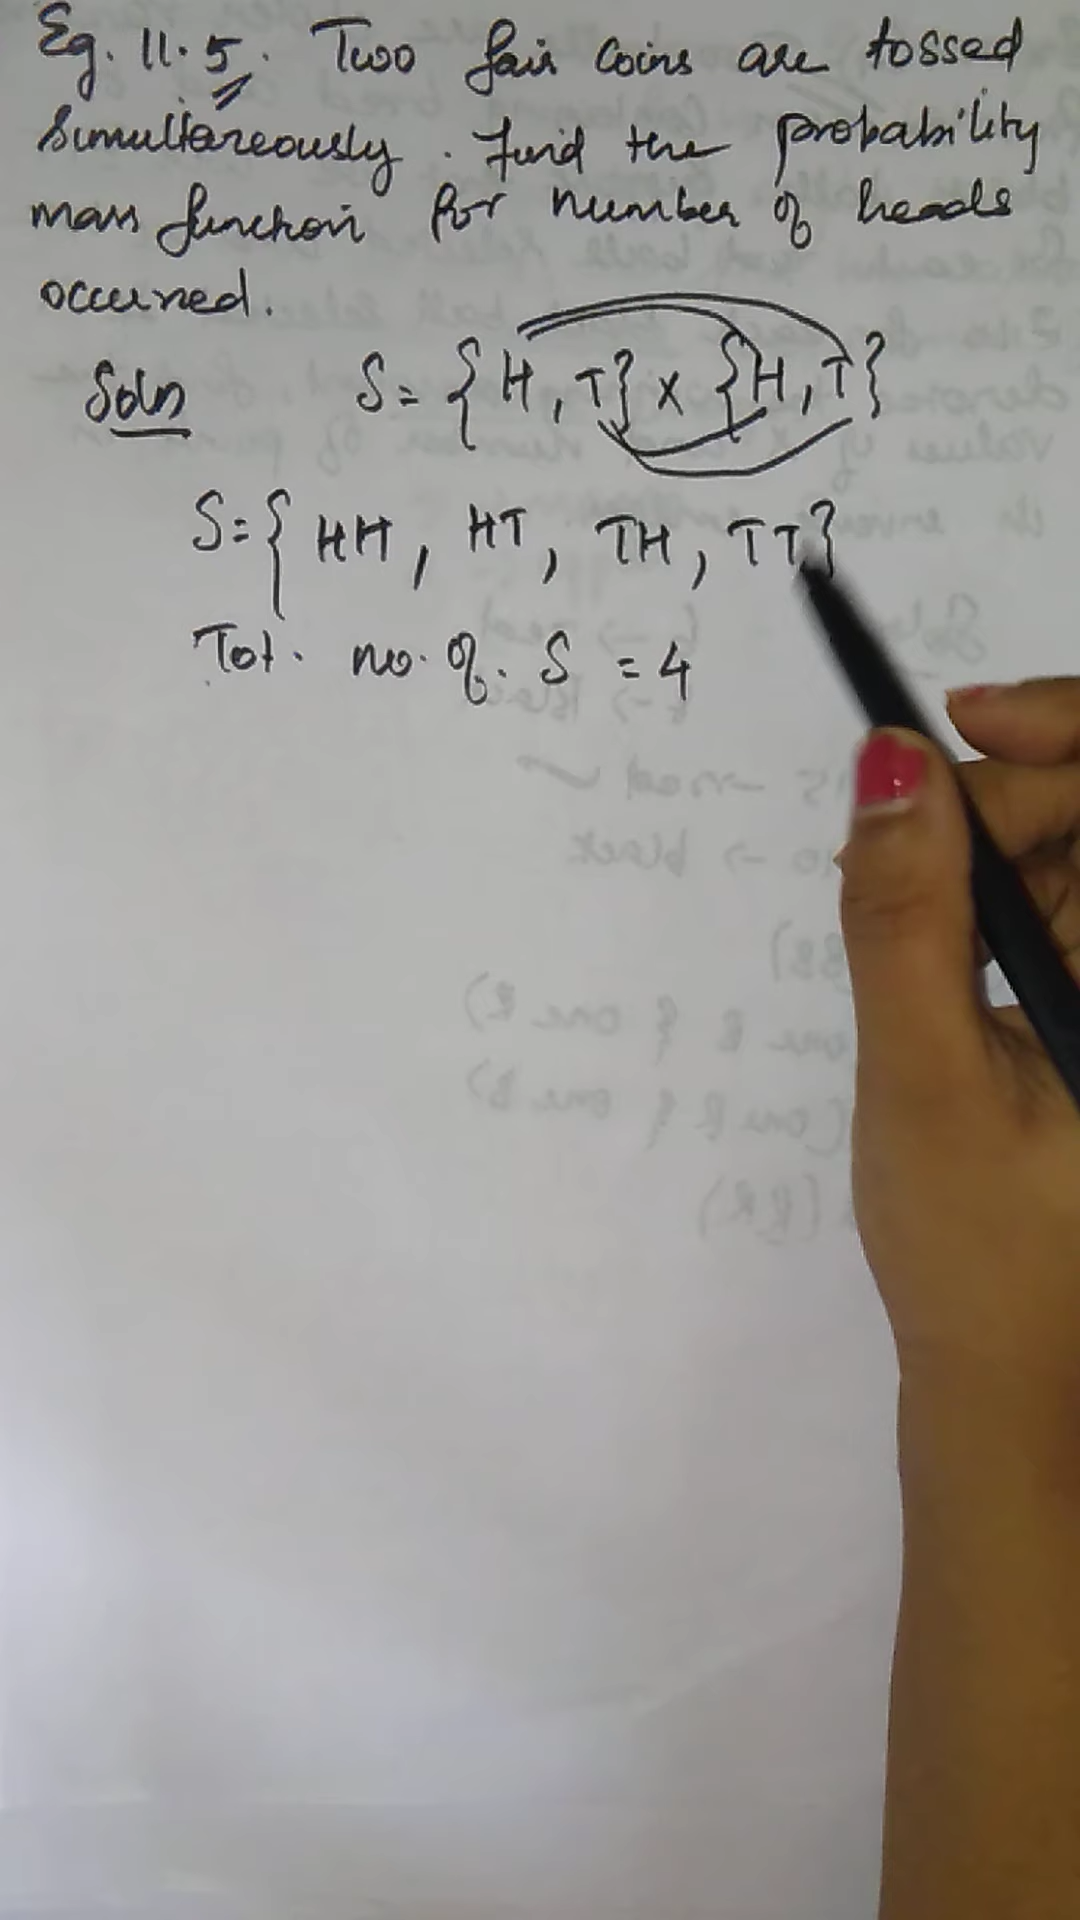 Eg. 11.5. Two fair coins are tossed
simultaneously. Find the probability
mass function for number of heads
occurred.
Soln S = {H, T} x {H, T}
S = { HH, HT, TH, TT}
Tot. no. of. S = 4